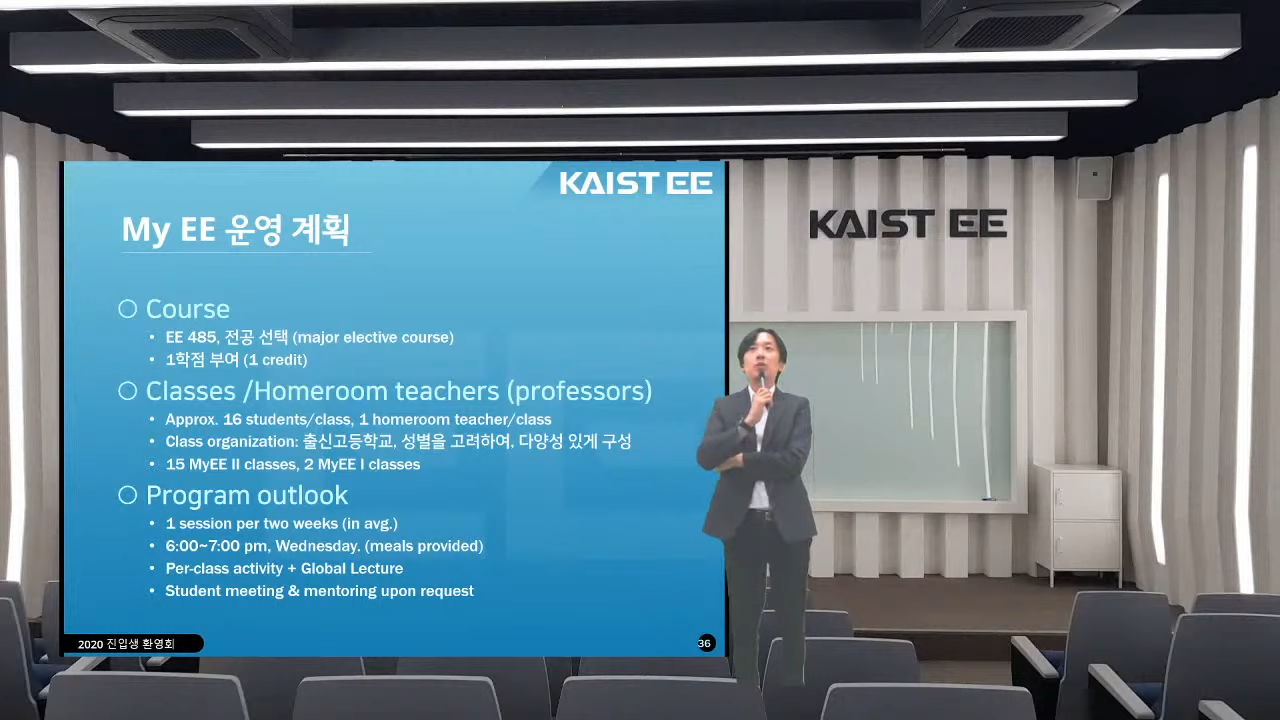 KAIST EE
My EE 운영 계획
Course
EE 485, 전공 선택 (major elective course)
1학점 부여 (1 credit)
Classes /Homeroom teachers (professors)
Approx. 16 students/class, 1 homeroom teacher/class
Class organization: 출신고등학교, 성별을 고려하여, 다양성 있게 구성
15 MyEE II classes, 2 MyEE I classes
Program outlook
1 session per two weeks (in avg.)
6:00~7:00 pm, Wednesday. (meals provided)
Per-class activity + Global Lecture
Student meeting & mentoring upon request
2020 진입생 환영회
36
KAIST EE